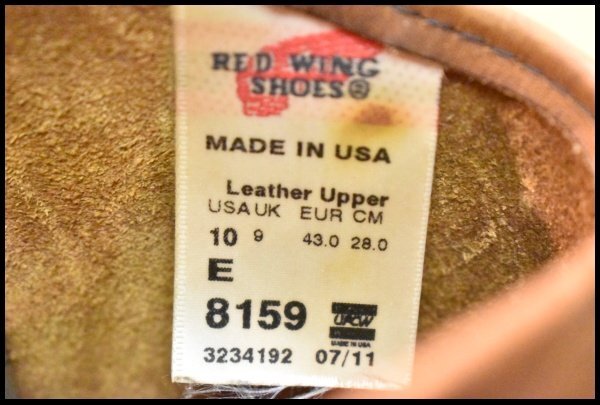 RED WING
SHOES®
MADE IN USA
Leather Upper
USA UK EUR CM
10 9 43.0 28.0
E
8159
UFCW
MADE IN USA
3234192 07/11